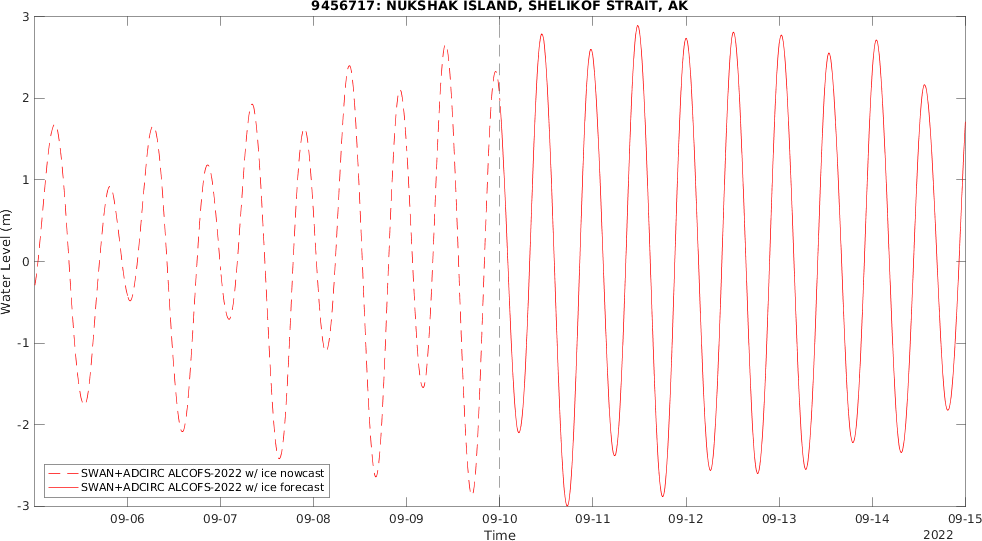 9456717: NUKSHAK ISLAND, SHELIKOF STRAIT, AK
3
2
1
0
-1
-2
-3
Water Level (m)
SWAN+ADCIRC ALCOFS-2022 w/ ice nowcast
SWAN+ADCIRC ALCOFS-2022 w/ ice forecast
09-06 09-07 09-08 09-09 09-10 09-11 09-12 09-13 09-14 09-15
Time
2022